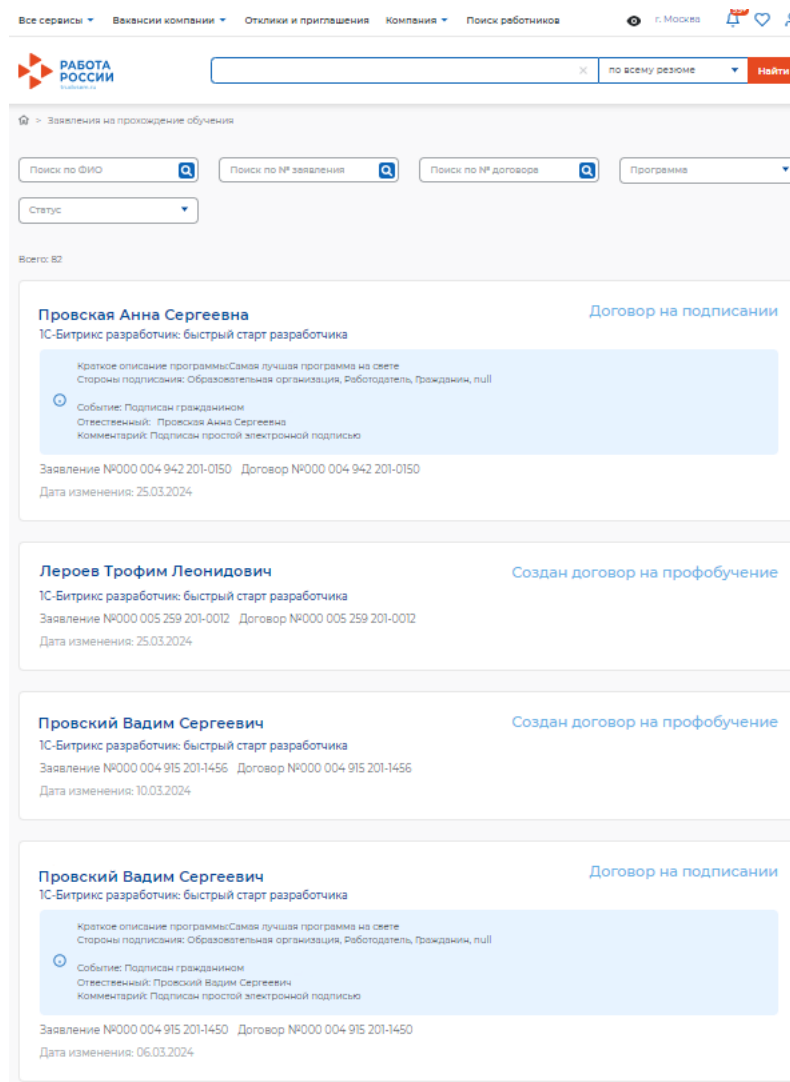 Все сервисы Вакансии компании Отклики и приглашения Компания Поиск работников г. Москва
РАБОТА
РОССИИ
trudvsem.ru
по всему резюме Найти
> Заявления на прохождение обучения
Поиск по ФИО Поиск по № заявления Поиск по № договора Программа
Статус
Всего: 82
Провская Анна Сергеевна Договор на подписании
1С-Битрикс разработчик: быстрый старт разработчика
Краткое описание программы:Самая лучшая программа на свете
Стороны подписания: Образовательная организация, Работодатель, Гражданин, null
Событие: Подписан гражданином
Отвественный: Провская Анна Сергеевна
Комментарий: Подписан простой электронной подписью
Заявление №000 004 942 201-0150 Договор №000 004 942 201-0150
Дата изменения: 25.03.2024
Лероев Трофим Леонидович Создан договор на профобучение
1С-Битрикс разработчик: быстрый старт разработчика
Заявление №000 005 259 201-0012 Договор №000 005 259 201-0012
Дата изменения: 25.03.2024
Провский Вадим Сергеевич Создан договор на профобучение
1С-Битрикс разработчик: быстрый старт разработчика
Заявление №000 004 915 201-1456 Договор №000 004 915 201-1456
Дата изменения: 10.03.2024
Провский Вадим Сергеевич Договор на подписании
1С-Битрикс разработчик: быстрый старт разработчика
Краткое описание программы:Самая лучшая программа на свете
Стороны подписания: Образовательная организация, Работодатель, Гражданин, null
Событие: Подписан гражданином
Отвественный: Провский Вадим Сергеевич
Комментарий: Подписан простой электронной подписью
Заявление №000 004 915 201-1450 Договор №000 004 915 201-1450
Дата изменения: 06.03.2024